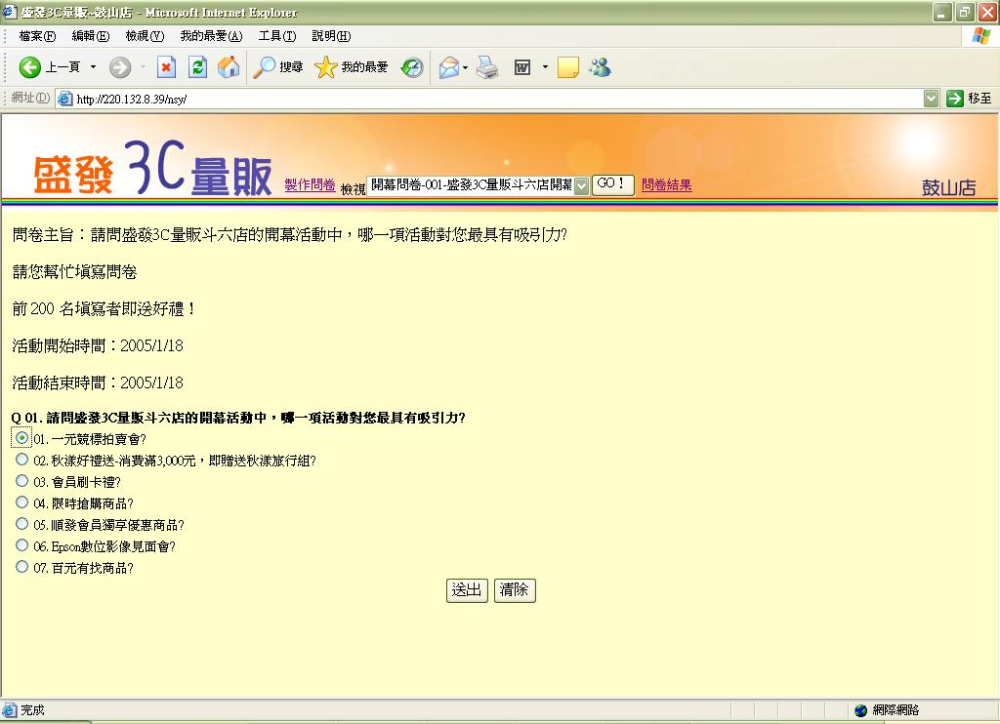 盛發3C量販--鼓山店 - Microsoft Internet Explorer
檔案(F) 編輯(E) 檢視(V) 我的最愛(A) 工具(T) 說明(H)
上一頁 搜尋 我的最愛
網址(D) http://220.132.8.39/nsy/ 移至
盛發3C量販 製作問卷 檢視 開幕問卷-001-盛發3C量販斗六店開幕 GO！ 問卷結果 鼓山店
問卷主旨：請問盛發3C量販斗六店的開幕活動中，哪一項活動對您最具有吸引力?
請您幫忙填寫問卷
前 200 名填寫者即送好禮！
活動開始時間：2005/1/18
活動結束時間：2005/1/18
Q 01. 請問盛發3C量販斗六店的開幕活動中，哪一項活動對您最具有吸引力?
01. 一元競標拍賣會?
02. 秋漾好禮送-消費滿3,000元，即贈送秋漾旅行組?
03. 會員刷卡禮?
04. 限時搶購商品?
05. 順發會員獨享優惠商品?
06. Epson數位影像見面會?
07. 百元有找商品?
送出 清除
完成 網際網路